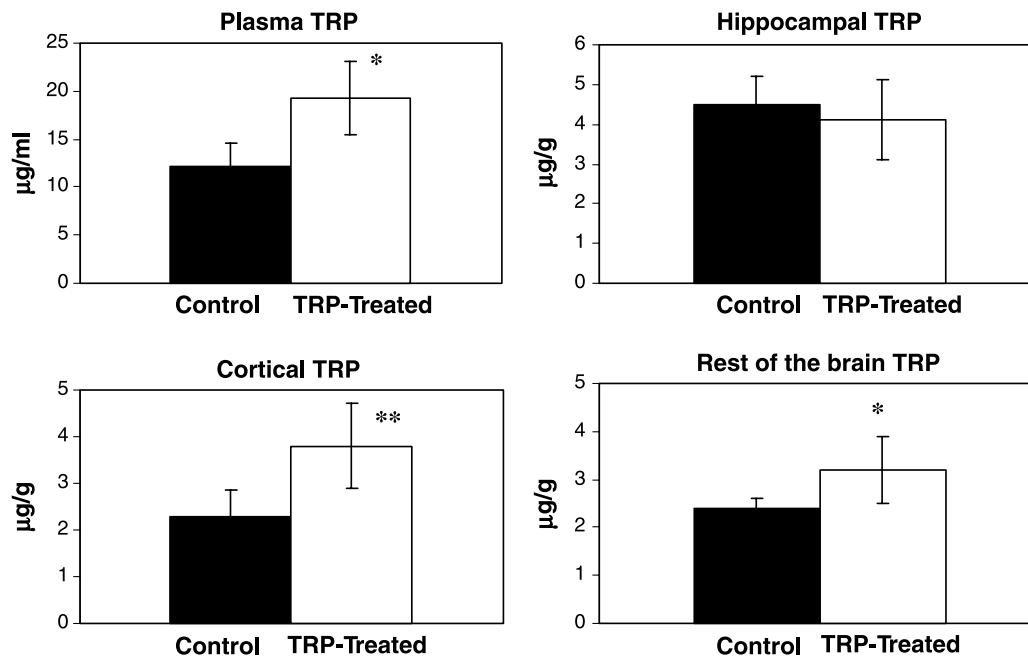 Plasma TRP
25
20
15
10
5
0
µg/ml
*
Control TRP-Treated
Hippocampal TRP
6
5
4
3
2
1
0
µg/g
Control TRP-Treated
Cortical TRP
5
4
3
2
1
0
µg/g
**
Control TRP-Treated
Rest of the brain TRP
5
4
3
2
1
0
µg/g
*
Control TRP-Treated